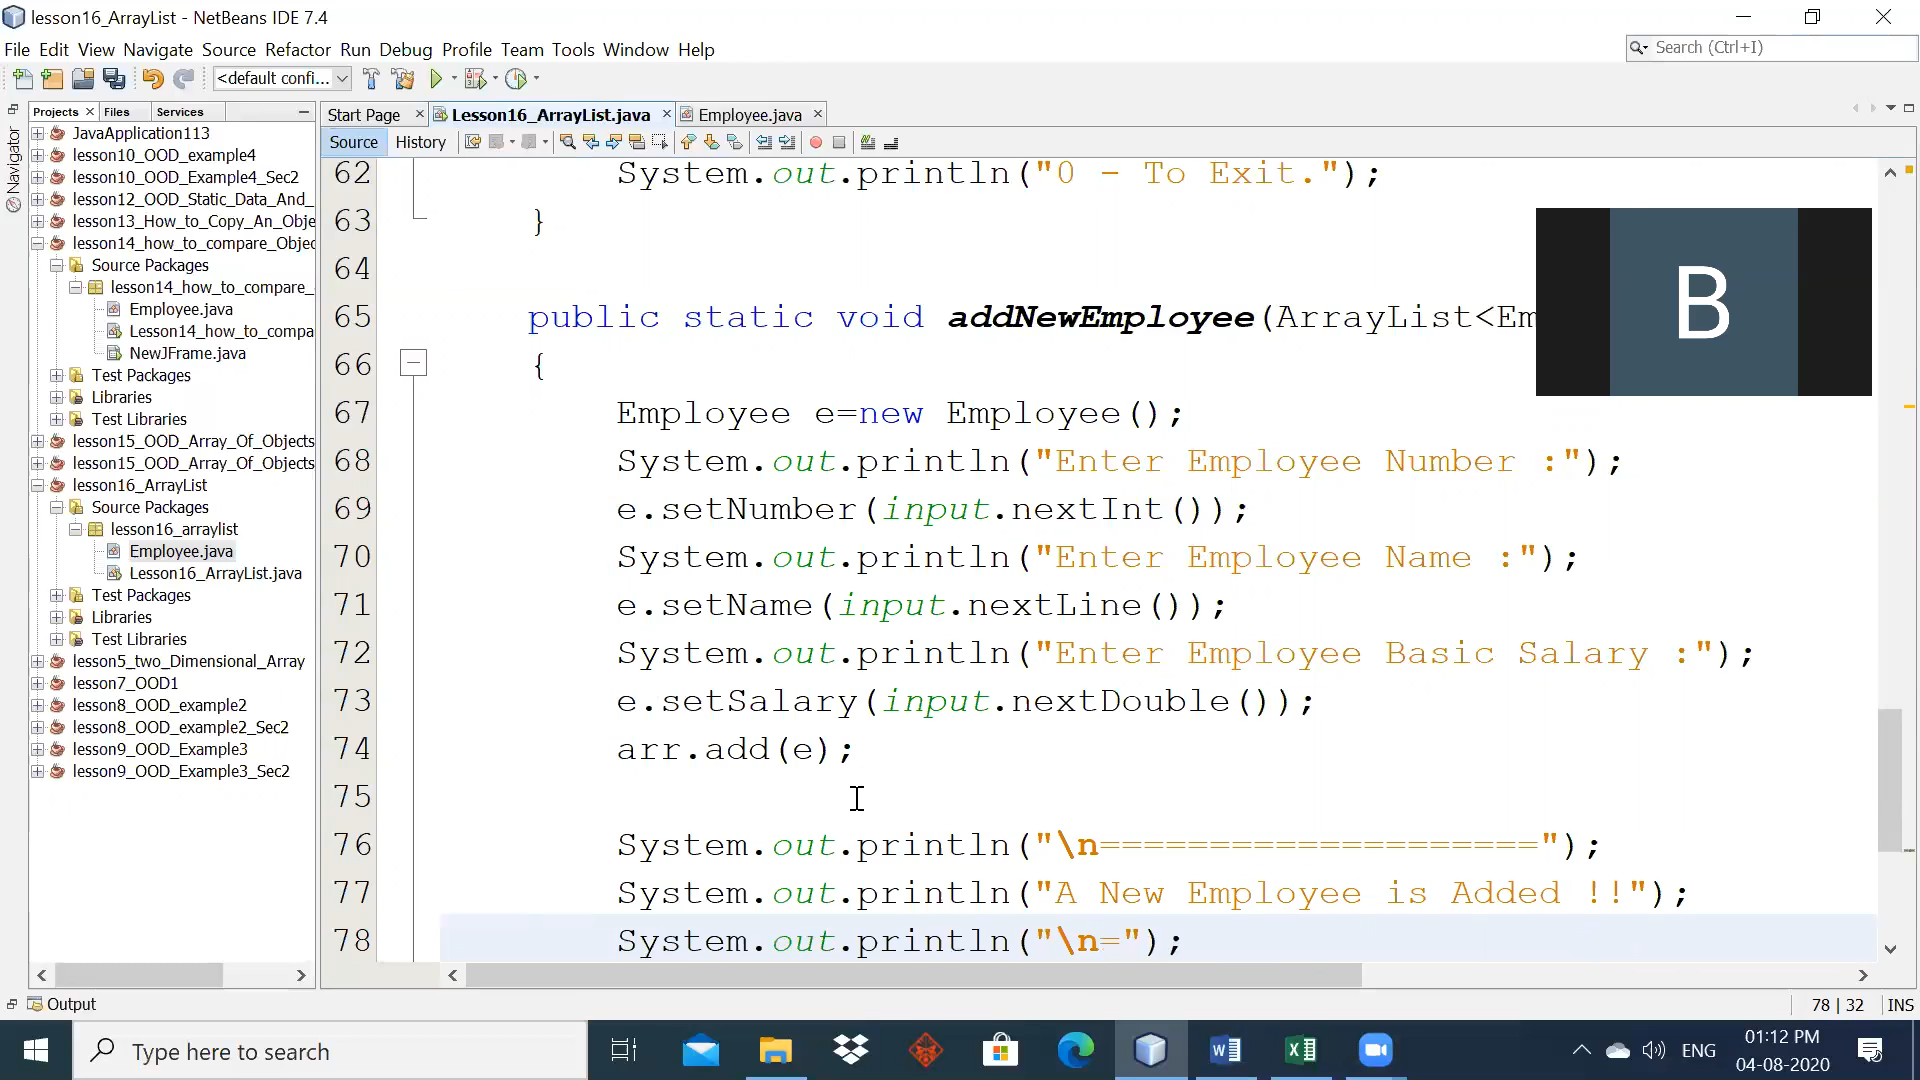 lesson16_ArrayList - NetBeans IDE 7.4
File Edit View Navigate Source Refactor Run Debug Profile Team Tools Window Help
Search (Ctrl+I)
<default confi...
Projects Files Services
Start Page Lesson16_ArrayList.java Employee.java
Source History
Navigator
JavaApplication113
lesson10_OOD_example4
lesson10_OOD_Example4_Sec2
lesson12_OOD_Static_Data_And_
lesson13_How_to_Copy_An_Obje
lesson14_how_to_compare_Objec
Source Packages
lesson14_how_to_compare_
Employee.java
Lesson14_how_to_compa
NewJFrame.java
Test Packages
Libraries
Test Libraries
lesson15_OOD_Array_Of_Objects
lesson15_OOD_Array_Of_Objects
lesson16_ArrayList
Source Packages
lesson16_arraylist
Employee.java
Lesson16_ArrayList.java
Test Packages
Libraries
Test Libraries
lesson5_two_Dimensional_Array
lesson7_OOD1
lesson8_OOD_example2
lesson8_OOD_example2_Sec2
lesson9_OOD_Example3
lesson9_OOD_Example3_Sec2
62 System.out.println("0 - To Exit.");
63 }
64
65 public static void addNewEmployee(ArrayList<Em
66 {
67 Employee e=new Employee();
68 System.out.println("Enter Employee Number :");
69 e.setNumber(input.nextInt());
70 System.out.println("Enter Employee Name :");
71 e.setName(input.nextLine());
72 System.out.println("Enter Employee Basic Salary :");
73 e.setSalary(input.nextDouble());
74 arr.add(e);
75
76 System.out.println("\n====================");
77 System.out.println("A New Employee is Added !!");
78 System.out.println("\n=");
B
Output
78 | 32 INS
Type here to search
ENG
01:12 PM
04-08-2020